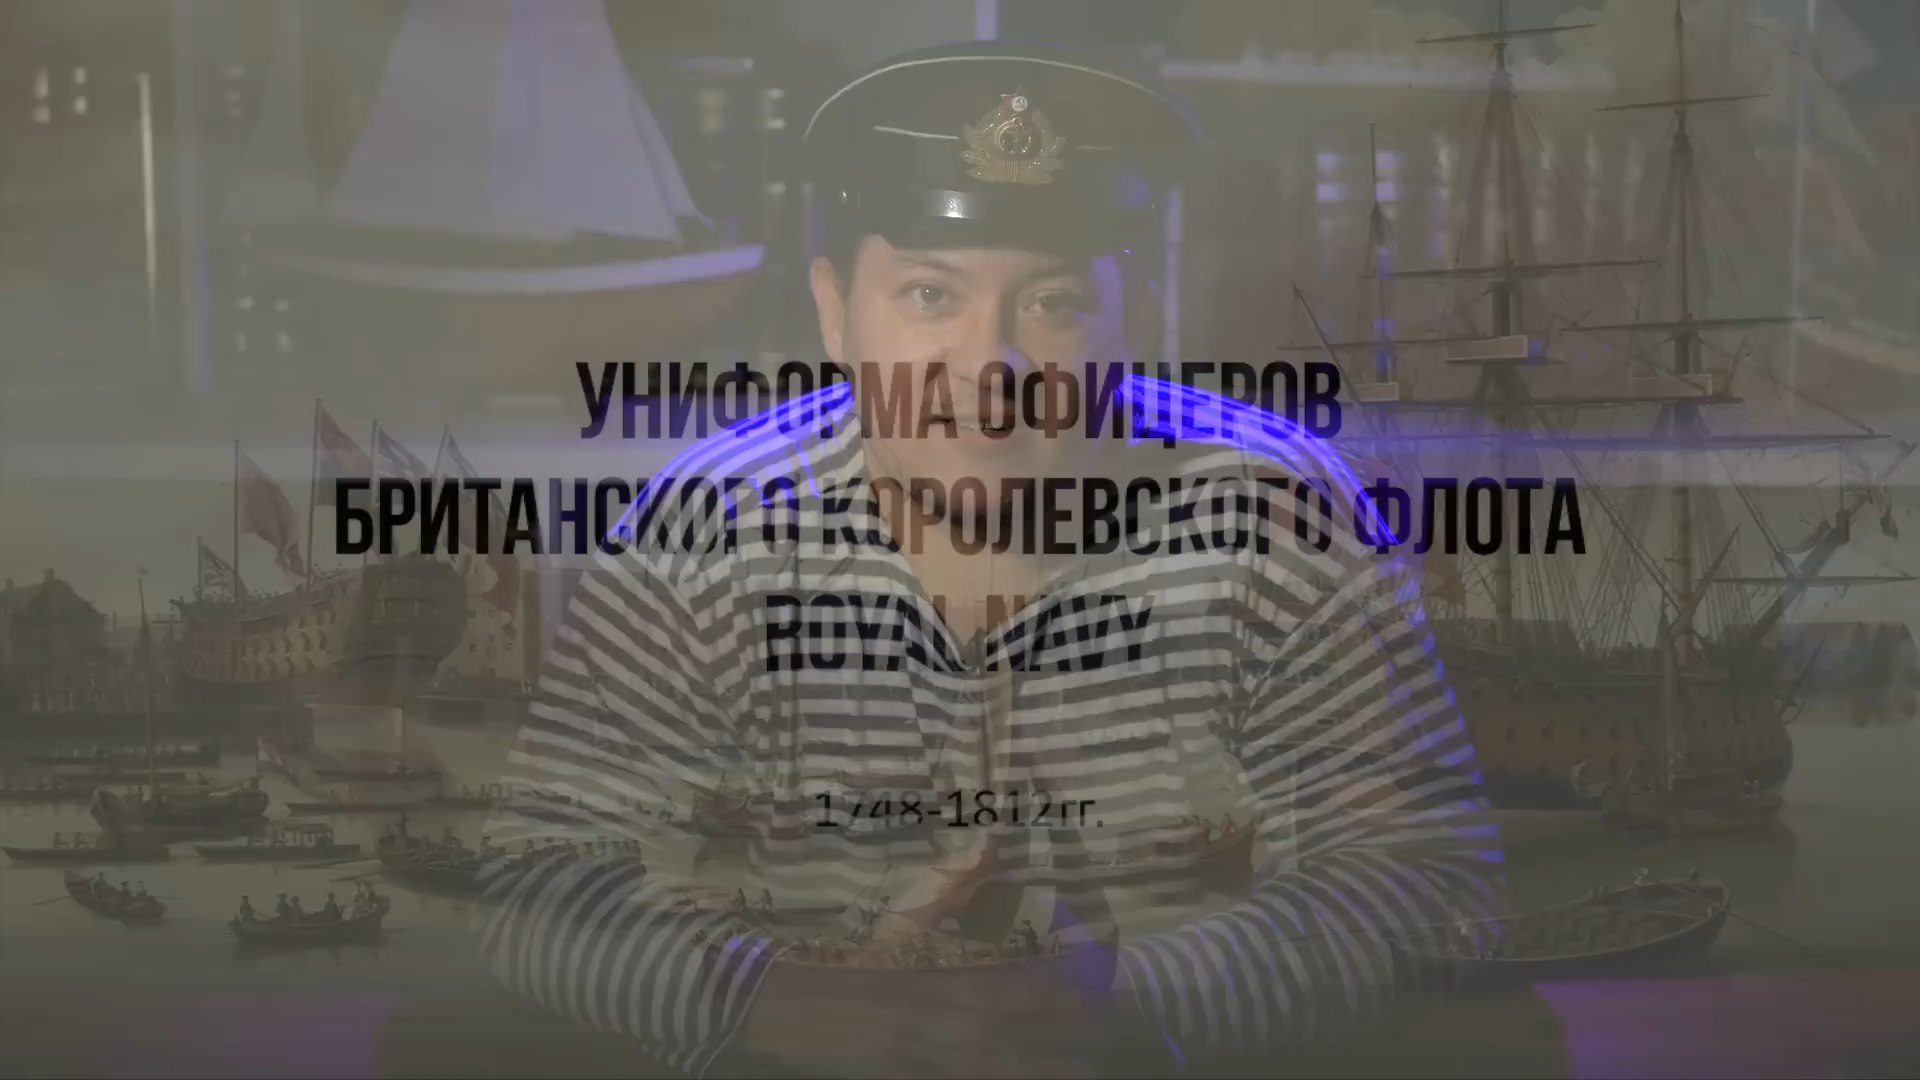 УНИФОРМА ОФИЦЕРОВ
БРИТАНСКОГО КОРОЛЕВСКОГО ФЛОТА
ROYAL NAVY
1748-1812гг.